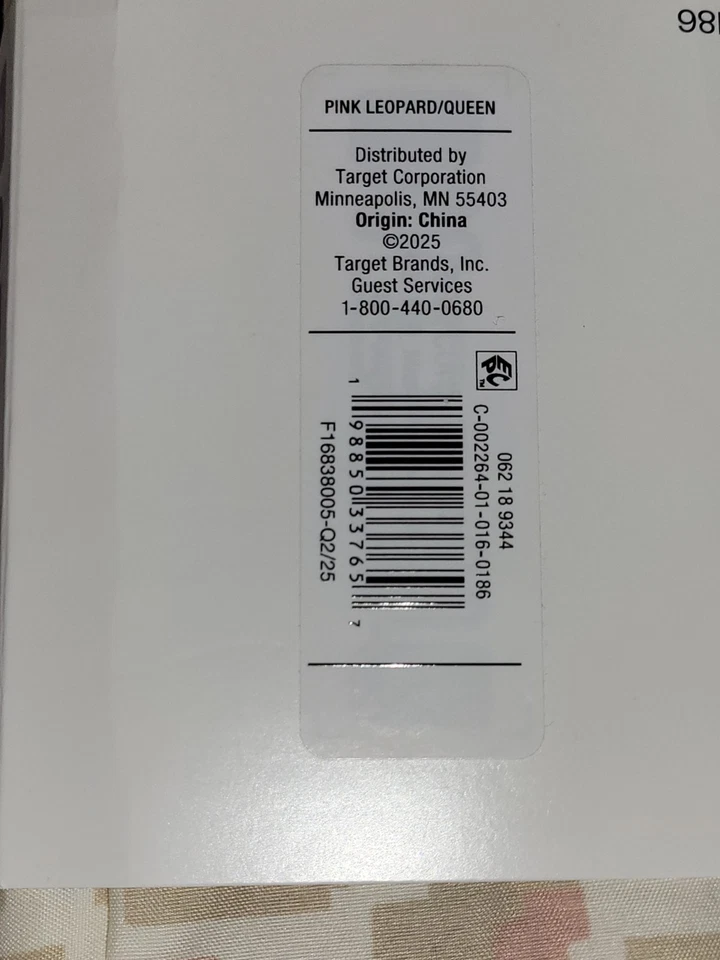 PINK LEOPARD/QUEEN
Distributed by
Target Corporation
Minneapolis, MN 55403
Origin: China
©2025
Target Brands, Inc.
Guest Services
1-800-440-0680
EPC™
062 18 9344
C-002264-01-016-0186
1 98850 33765 7
F16838005-Q2/25